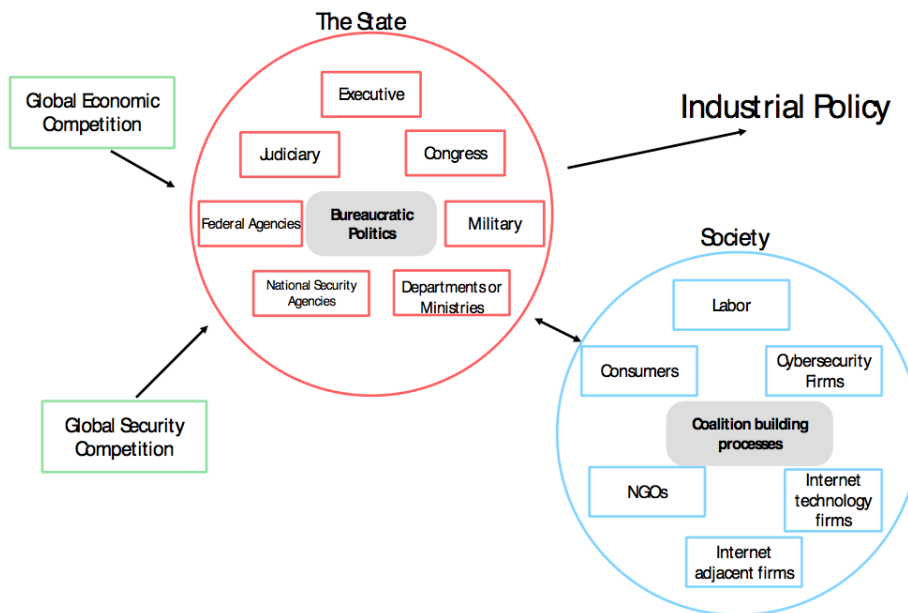 The State
Global Economic
Competition
Executive
Industrial Policy
Judiciary
Congress
Federal Agencies
Bureaucratic
Politics
Military
National Security
Agencies
Departments or
Ministries
Society
Labor
Consumers
Cybersecurity
Firms
Global Security
Competition
Coalition building
processes
NGOs
Internet
technology
firms
Internet
adjacent firms